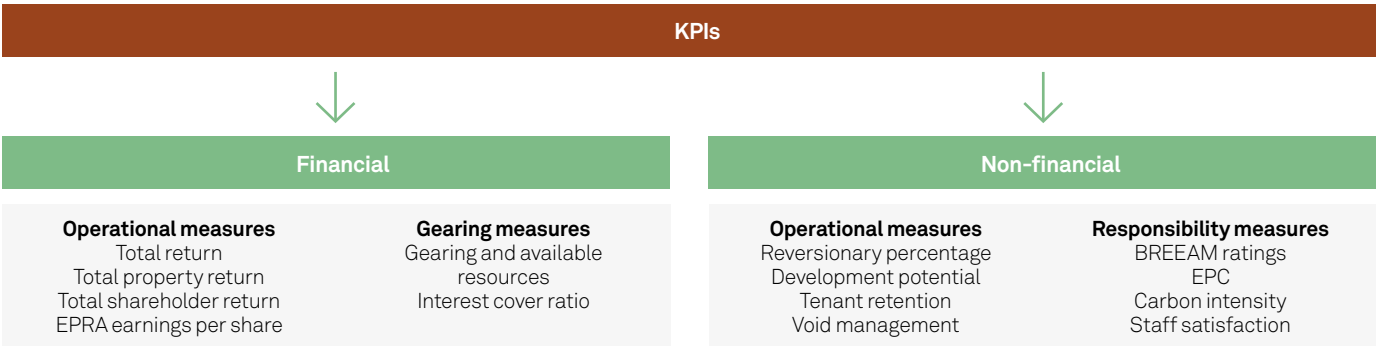 KPIs
Financial
Operational measures
Total return
Total property return
Total shareholder return
EPRA earnings per share
Gearing measures
Gearing and available
resources
Interest cover ratio
Non-financial
Operational measures
Reversionary percentage
Development potential
Tenant retention
Void management
Responsibility measures
BREEAM ratings
EPC
Carbon intensity
Staff satisfaction